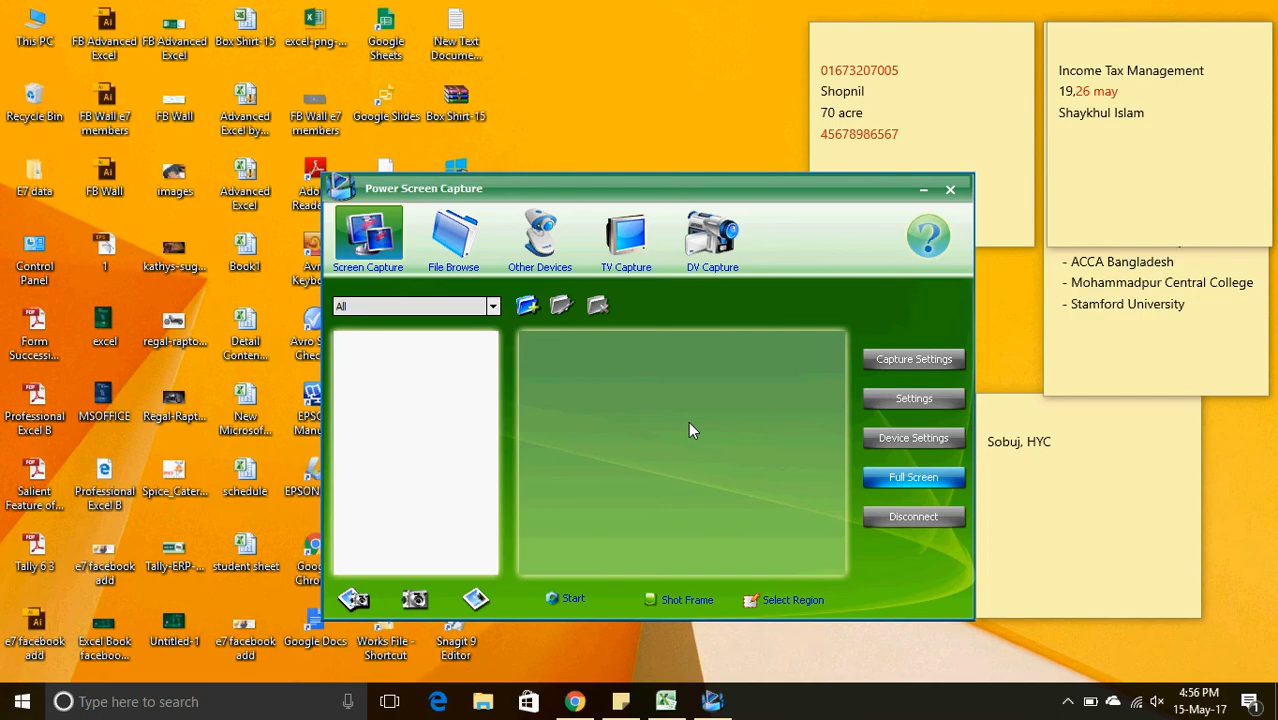 This PC
FB Advanced Excel
FB Advanced Excel
Box Shirt-15
excel-png-...
Google Sheets
New Text Docume...
Recycle Bin
FB Wall e7 members
FB Wall
Advanced Excel by...
FB Wall e7 members
Google Slides
Box Shirt-15
E7 data
FB Wall
images
Advanced Excel
Control Panel
1
kathys-sug...
Book1
Form Successi...
excel
regal-rapto...
Detail Conten...
Professional Excel B
MSOFFICE
Regal-Rapt...
New Microsof...
Salient Feature of...
Professional Excel B
Spice_Cater...
schedule
Tally 6.3
e7 facebook add
Tally-ERP-...
student sheet
e7 facebook add
Excel Book faceboo...
Untitled-1
e7 facebook add
Google Docs
Works File - Shortcut
Snagit 9 Editor
01673207005
Shopnil
70 acre
45678986567
Income Tax Management
19,26 may
Shaykhul Islam
- ACCA Bangladesh
- Mohammadpur Central College
- Stamford University
Sobuj, HYC
Power Screen Capture
Screen Capture
File Browse
Other Devices
TV Capture
DV Capture
?
All
Capture Settings
Settings
Device Settings
Full Screen
Disconnect
Start
Shot Frame
Select Region
Type here to search
4:56 PM
15-May-17
1